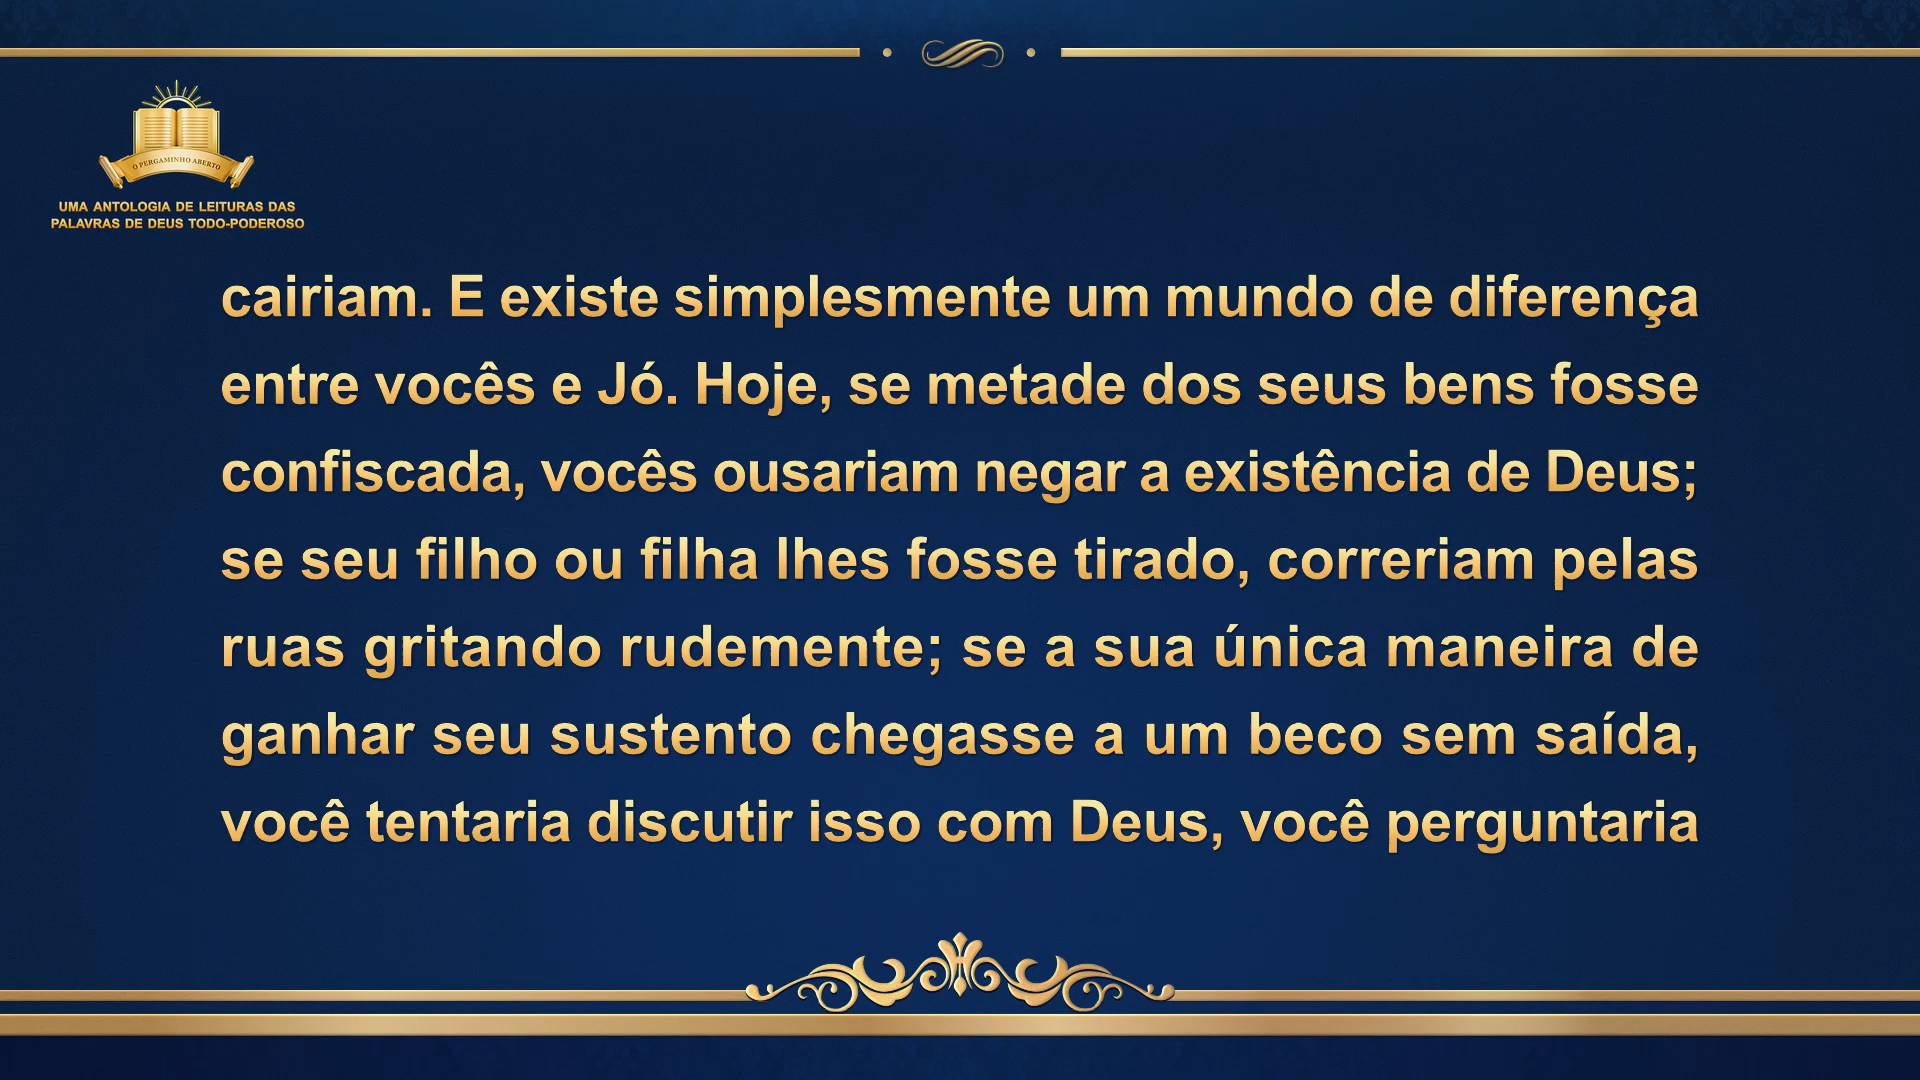 O PERGAMINHO ABERTO
UMA ANTOLOGIA DE LEITURAS DAS
PALAVRAS DE DEUS TODO-PODEROSO
cairiam. E existe simplesmente um mundo de diferença
entre vocês e Jó. Hoje, se metade dos seus bens fosse
confiscada, vocês ousariam negar a existência de Deus;
se seu filho ou filha lhes fosse tirado, correriam pelas
ruas gritando rudemente; se a sua única maneira de
ganhar seu sustento chegasse a um beco sem saída,
você tentaria discutir isso com Deus, você perguntaria